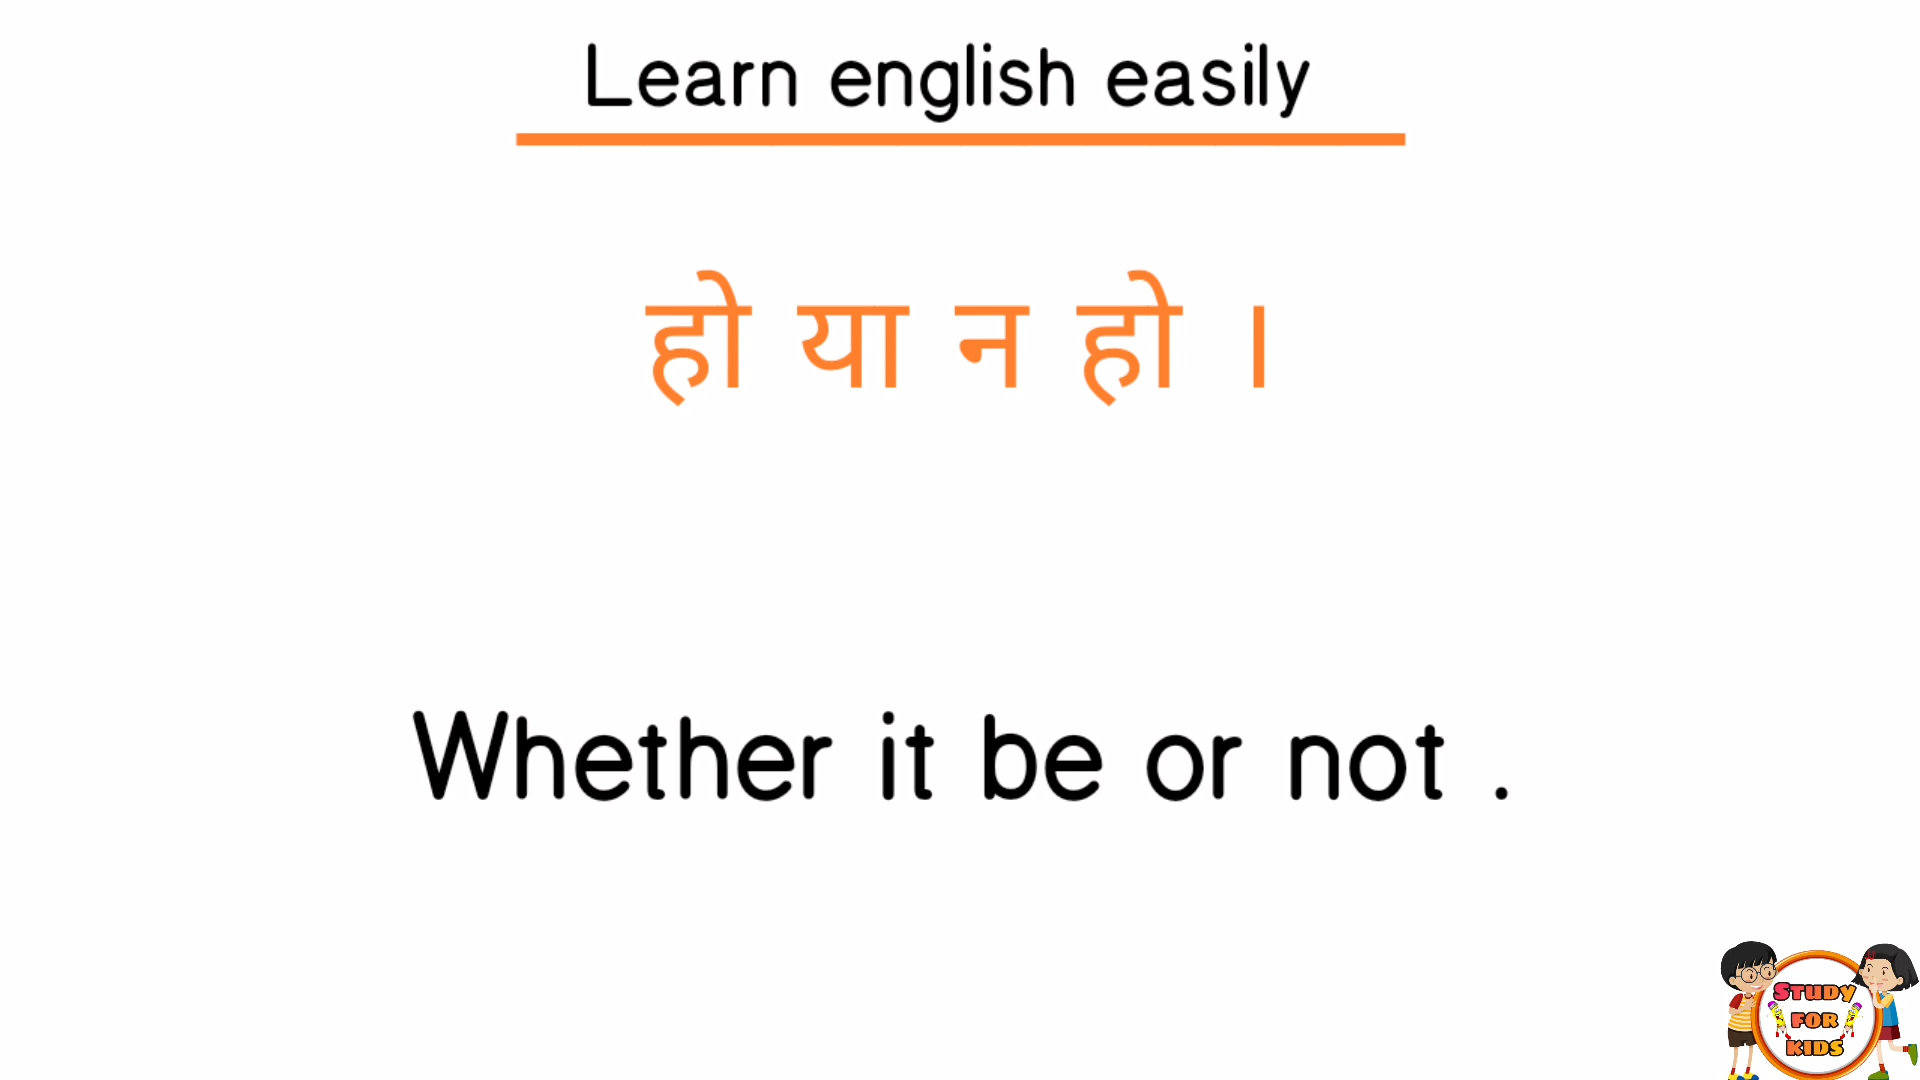 Learn english easily
हो या न हो ।
Whether it be or not .
STUDY
FOR
KIDS